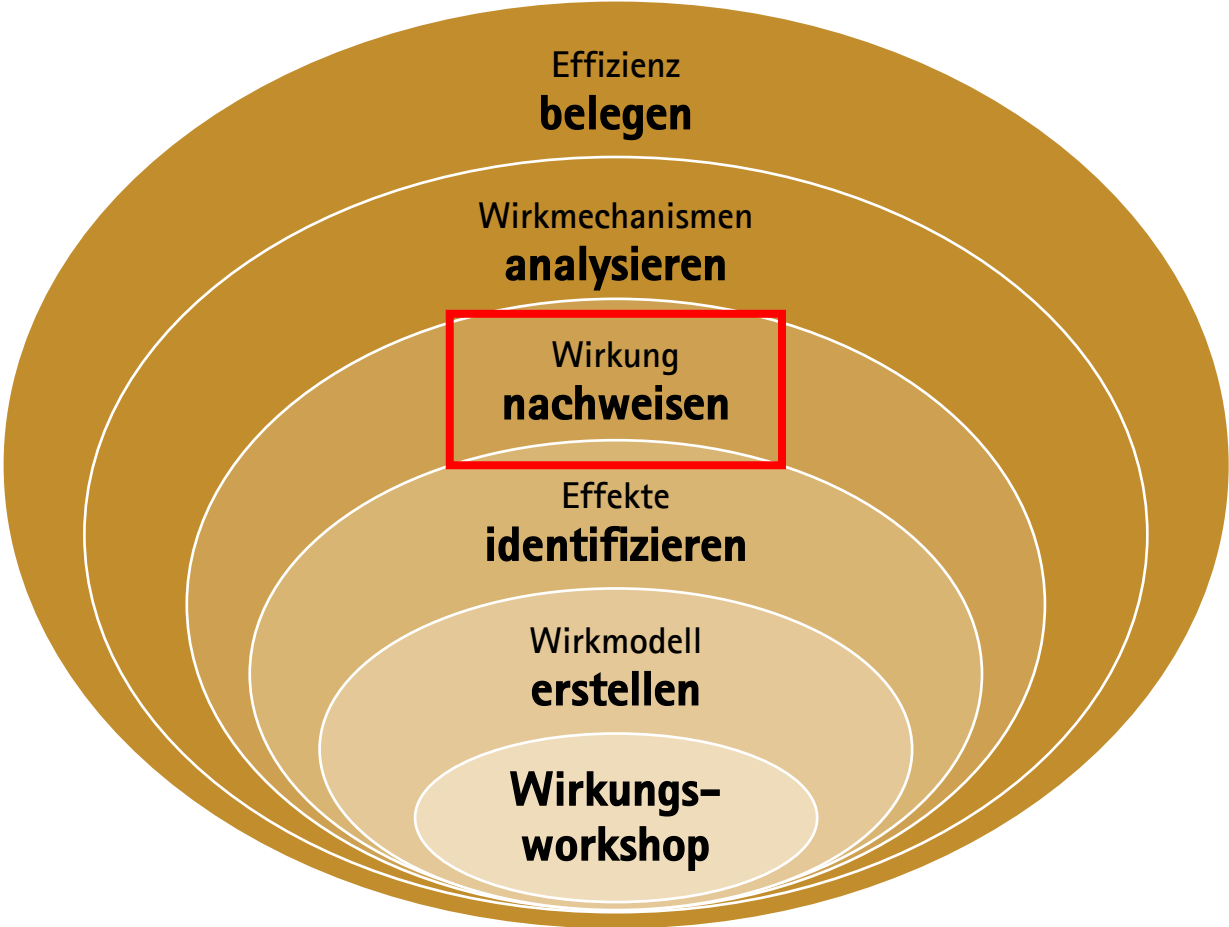 Effizienz
belegen
Wirkmechanismen
analysieren
Wirkung
nachweisen
Effekte
identifizieren
Wirkmodell
erstellen
Wirkungs-
workshop